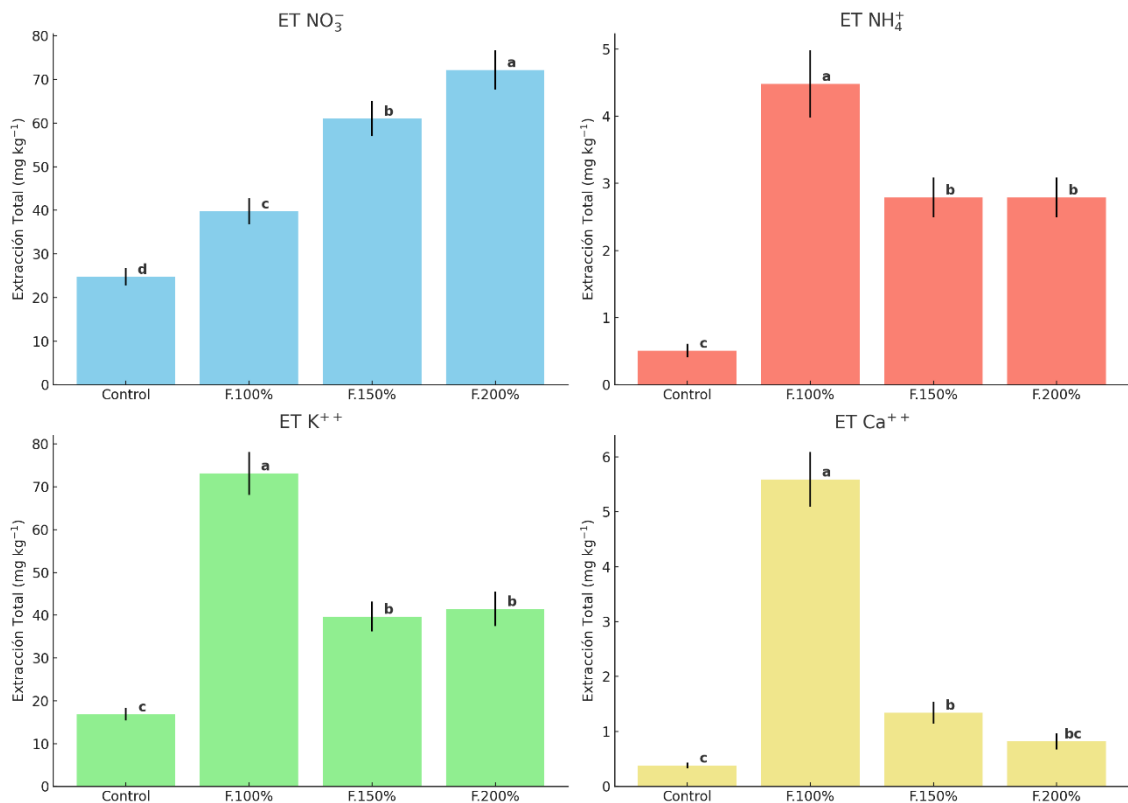 ET NO₃⁻
Extracción Total (mg kg⁻¹)
80
70
60
50
40
30
20
10
0
d
c
b
a
Control F.100% F.150% F.200%
ET NH₄⁺
Extracción Total (mg kg⁻¹)
5
4
3
2
1
0
c
a
b
b
Control F.100% F.150% F.200%
ET K⁺⁺
Extracción Total (mg kg⁻¹)
80
70
60
50
40
30
20
10
0
c
a
b
b
Control F.100% F.150% F.200%
ET Ca⁺⁺
Extracción Total (mg kg⁻¹)
6
5
4
3
2
1
0
c
a
b
bc
Control F.100% F.150% F.200%